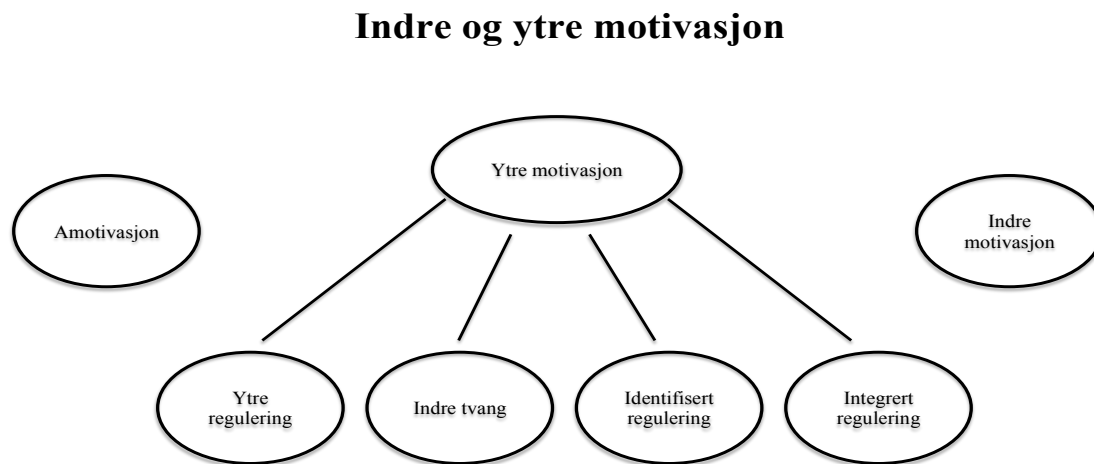 Indre og ytre motivasjon
Ytre motivasjon
Amotivasjon
Indre
motivasjon
Ytre
regulering
Indre tvang
Identifisert
regulering
Integrert
regulering